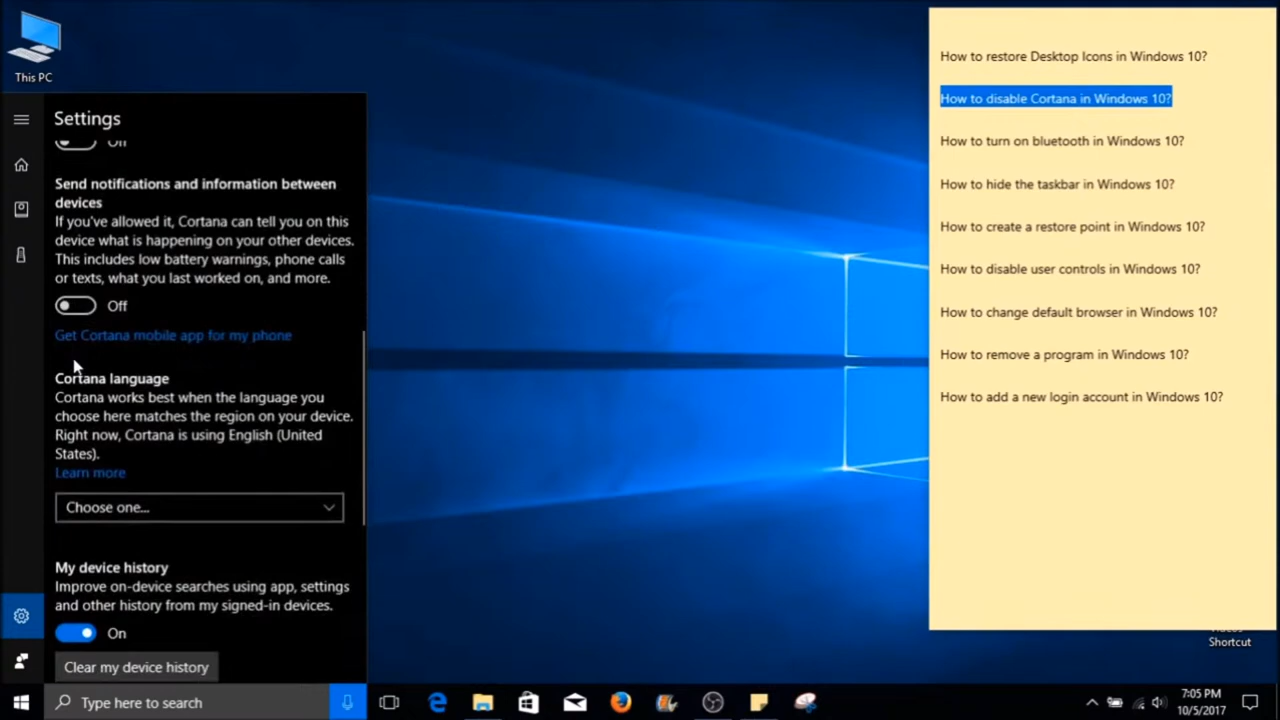 This PC
Settings
Off
Send notifications and information between
devices
If you've allowed it, Cortana can tell you on this
device what is happening on your other devices.
This includes low battery warnings, phone calls
or texts, what you last worked on, and more.
Off
Get Cortana mobile app for my phone
Cortana language
Cortana works best when the language you
choose here matches the region on your device.
Right now, Cortana is using English (United
States).
Learn more
Choose one...
My device history
Improve on-device searches using app, settings
and other history from my signed-in devices.
On
Clear my device history
Type here to search
How to restore Desktop Icons in Windows 10?
How to disable Cortana in Windows 10?
How to turn on bluetooth in Windows 10?
How to hide the taskbar in Windows 10?
How to create a restore point in Windows 10?
How to disable user controls in Windows 10?
How to change default browser in Windows 10?
How to remove a program in Windows 10?
How to add a new login account in Windows 10?
Shortcut
7:05 PM
10/5/2017